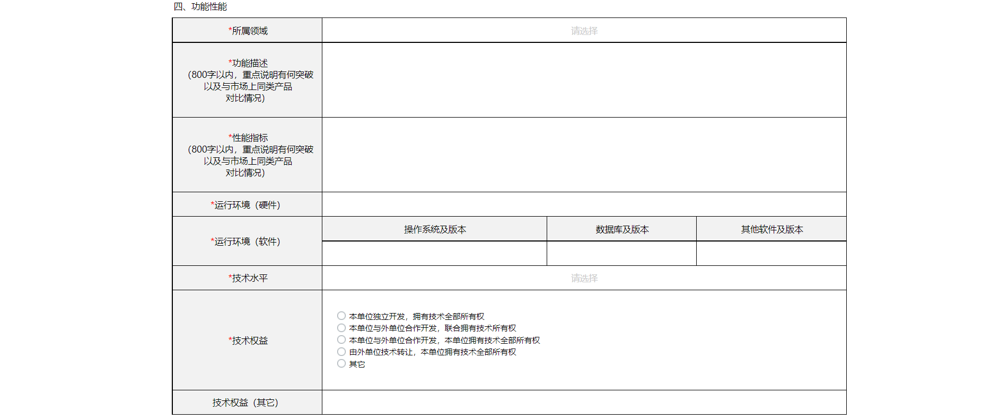 四、功能性能
*所属领域
请选择
*功能描述
（800字以内，重点说明有何突破
以及与市场上同类产品
对比情况）
*性能指标
（800字以内，重点说明有何突破
以及与市场上同类产品
对比情况）
*运行环境（硬件）
*运行环境（软件）
操作系统及版本
数据库及版本
其他软件及版本
*技术水平
请选择
*技术权益
本单位独立开发，拥有技术全部所有权
本单位与外单位合作开发，联合拥有技术所有权
本单位与外单位合作开发，本单位拥有技术全部所有权
由外单位技术转让，本单位拥有技术全部所有权
其它
技术权益（其它）